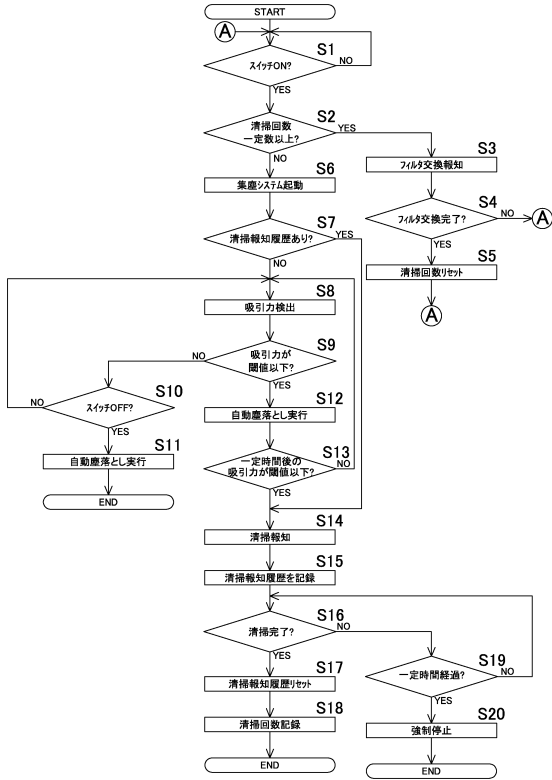 START
A
S1
スイッチON?
NO
YES
S2
清掃回数
一定数以上?
YES
NO
S3
フィルタ交換報知
S4
フィルタ交換完了?
NO
A
YES
S5
清掃回数リセット
A
S6
集塵システム起動
S7
清掃報知履歴あり?
YES
NO
S8
吸引力検出
S9
吸引力が
閾値以下?
NO
YES
S10
スイッチOFF?
NO
YES
S11
自動塵落とし実行
END
S12
自動塵落とし実行
S13
一定時間後の
吸引力が閾値以下?
NO
YES
S14
清掃報知
S15
清掃報知履歴を記録
S16
清掃完了?
NO
YES
S17
清掃報知履歴リセット
S18
清掃回数記録
END
S19
一定時間経過?
NO
YES
S20
強制停止
END